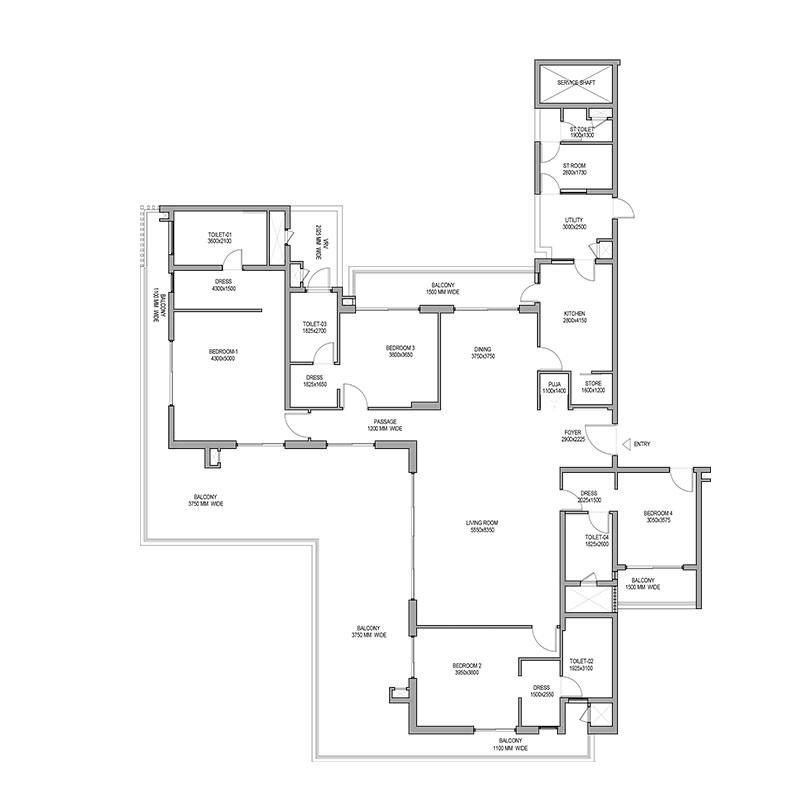 SERVICE SHAFT
ST TOILET
1900x1300
ST ROOM
2800x1730
UTILITY
3000x2500
TOILET-01
3600x2100
VRV
2025 MM WIDE
DRESS
4300x1500
BALCONY
1500 MM WIDE
BALCONY
1100 MM WIDE
KITCHEN
2800x4150
TOILET-03
1825x2700
BEDROOM-1
4300x5000
BEDROOM 3
3800x3650
DINING
3750x3750
DRESS
1825x1650
PUJA
1100x1400
STORE
1600x1200
PASSAGE
1200 MM WIDE
FOYER
2900x2225
ENTRY
BALCONY
3750 MM WIDE
DRESS
2025x1500
BEDROOM 4
3050x3575
LIVING ROOM
5550x8350
TOILET-04
1825x2600
BALCONY
1500 MM WIDE
BALCONY
3750 MM WIDE
BEDROOM 2
3950x3800
TOILET-02
1925x3100
DRESS
1500x2550
BALCONY
1100 MM WIDE